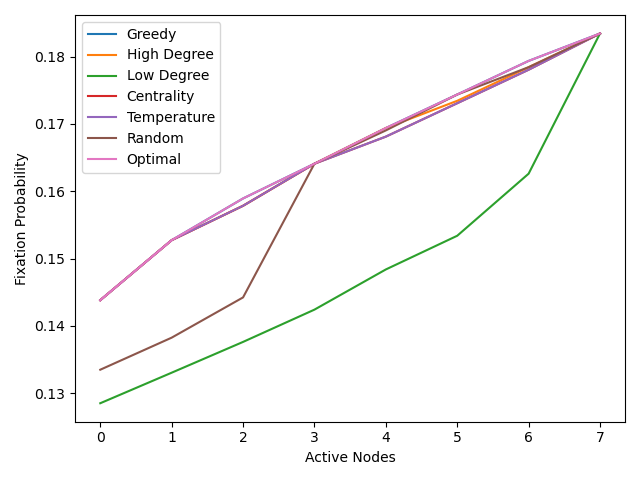 Greedy
High Degree
Low Degree
Centrality
Temperature
Random
Optimal
0.18
0.17
0.16
0.15
0.14
0.13
Fixation Probability
0 1 2 3 4 5 6 7
Active Nodes